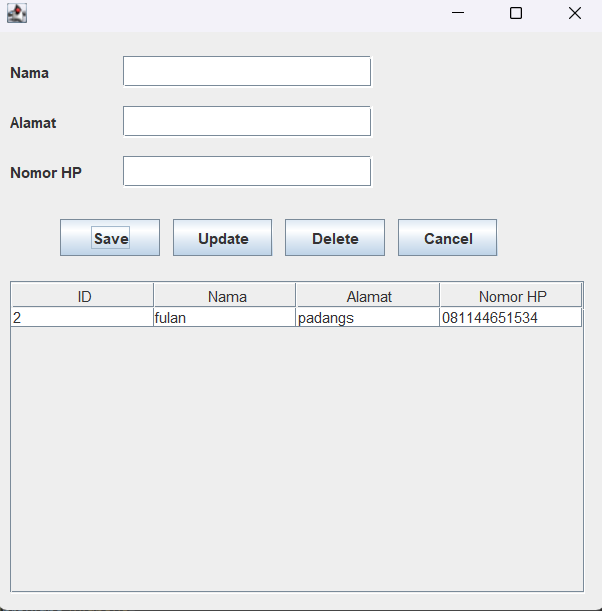 Nama
Alamat
Nomor HP
Save Update Delete Cancel
ID Nama Alamat Nomor HP
2 fulan padangs 081144651534